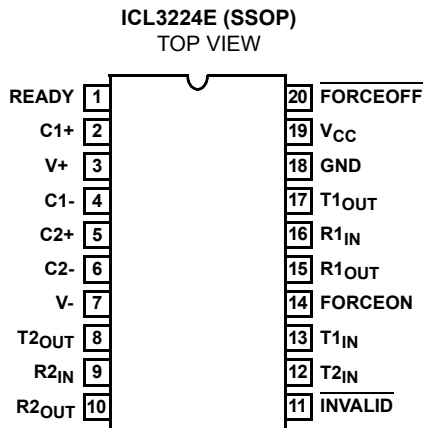 ICL3224E (SSOP)
TOP VIEW
READY 1 20 FORCEOFF
C1+ 2 19 VCC
V+ 3 18 GND
C1- 4 17 T1OUT
C2+ 5 16 R1IN
C2- 6 15 R1OUT
V- 7 14 FORCEON
T2OUT 8 13 T1IN
R2IN 9 12 T2IN
R2OUT 10 11 INVALID